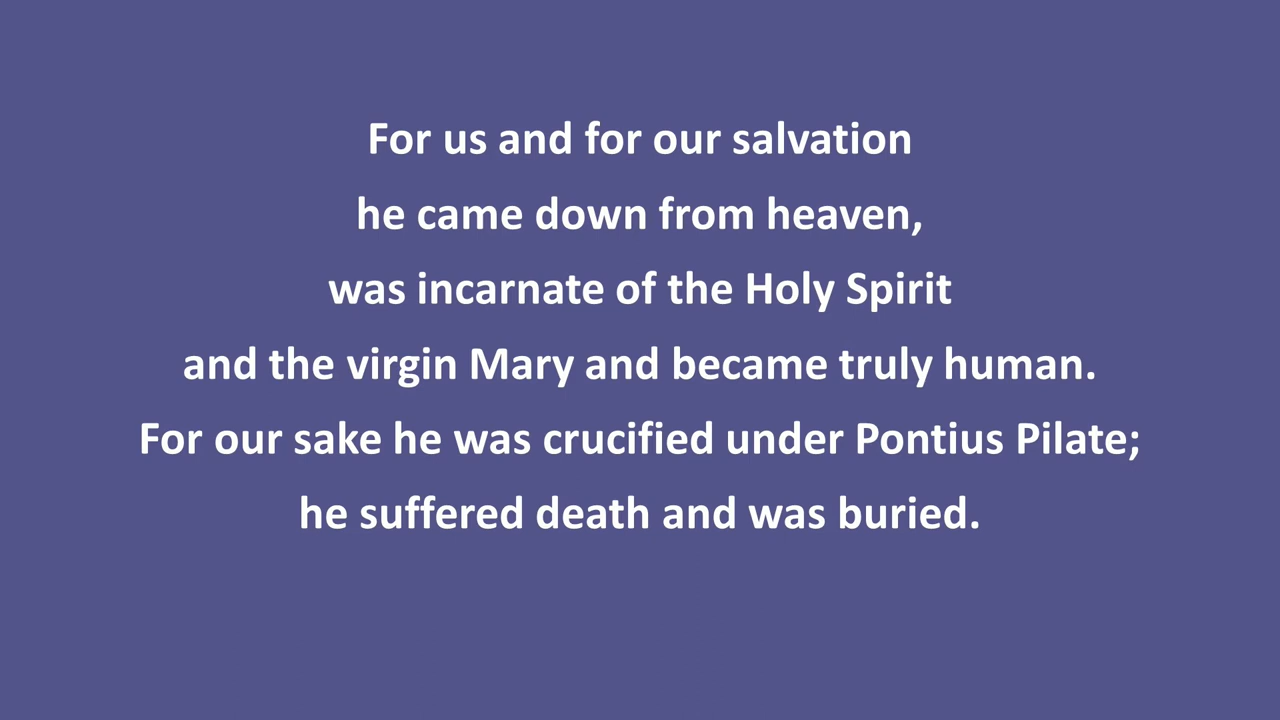 For us and for our salvation
he came down from heaven,
was incarnate of the Holy Spirit
and the virgin Mary and became truly human.
For our sake he was crucified under Pontius Pilate;
he suffered death and was buried.